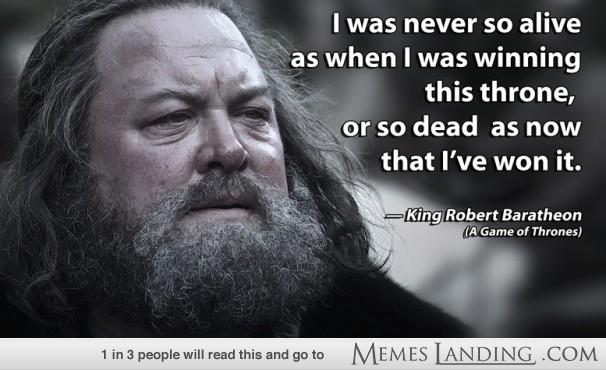 I was never so alive
as when I was winning
this throne,
or so dead as now
that I've won it.
— King Robert Baratheon
(A Game of Thrones)
1 in 3 people will read this and go to MEMES LANDING .COM